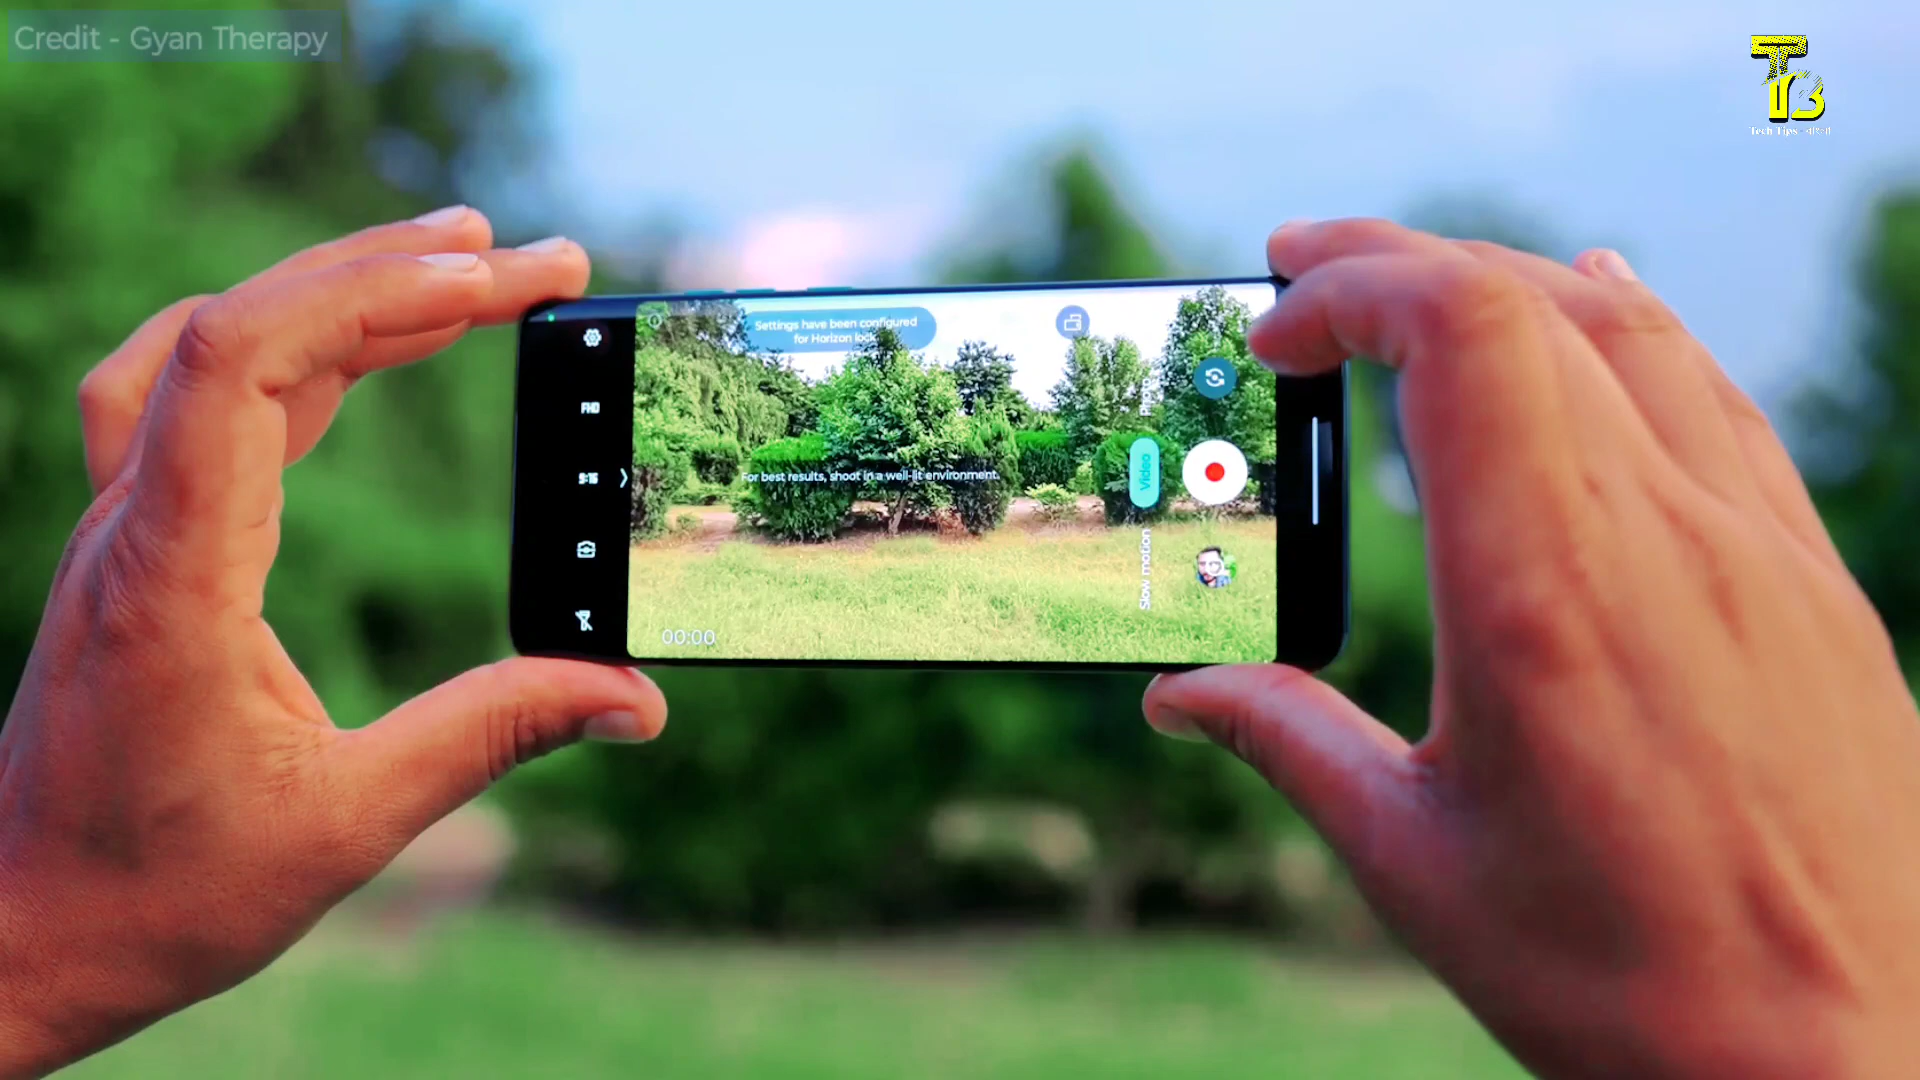 Credit - Gyan Therapy
Tech Tips
Settings have been configured
for Horizon lock
FHD
9:16
For best results, shoot in a well-lit environment.
Photo
Video
Slow motion
00:00